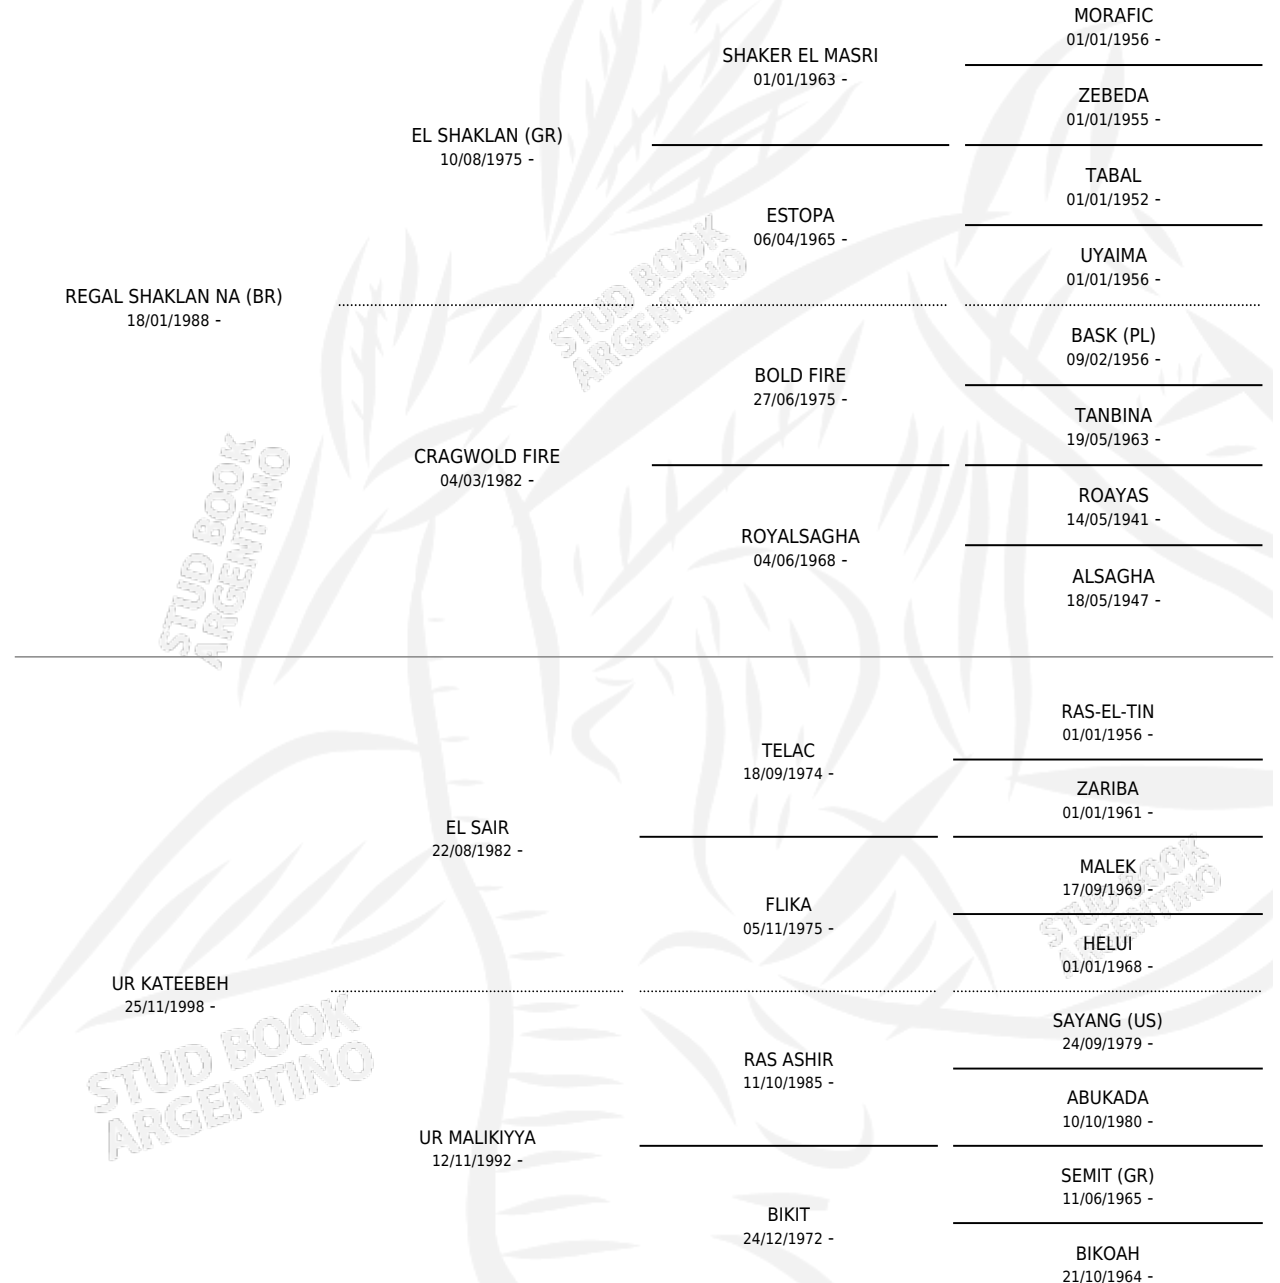 MORAFIC
01/01/1956 -
SHAKER EL MASRI
01/01/1963 -
ZEBEDA
01/01/1955 -
EL SHAKLAN (GR)
10/08/1975 -
TABAL
01/01/1952 -
ESTOPA
06/04/1965 -
UYAIMA
01/01/1956 -
REGAL SHAKLAN NA (BR)
18/01/1988 -
BASK (PL)
09/02/1956 -
BOLD FIRE
27/06/1975 -
TANBINA
19/05/1963 -
CRAGWOLD FIRE
04/03/1982 -
ROAYAS
14/05/1941 -
ROYALSAGHA
04/06/1968 -
ALSAGHA
18/05/1947 -
STUD BOOK
ARGENTINO
STUD BOOK
ARGENTINO
RAS-EL-TIN
01/01/1956 -
TELAC
18/09/1974 -
ZARIBA
01/01/1961 -
EL SAIR
22/08/1982 -
MALEK
17/09/1969 -
FLIKA
05/11/1975 -
HELUI
01/01/1968 -
UR KATEEBEH
25/11/1998 -
SAYANG (US)
24/09/1979 -
RAS ASHIR
11/10/1985 -
ABUKADA
10/10/1980 -
UR MALIKIYYA
12/11/1992 -
SEMIT (GR)
11/06/1965 -
BIKIT
24/12/1972 -
BIKOAH
21/10/1964 -
STUD BOOK
ARGENTINO
STUD BOOK
ARGENTINO